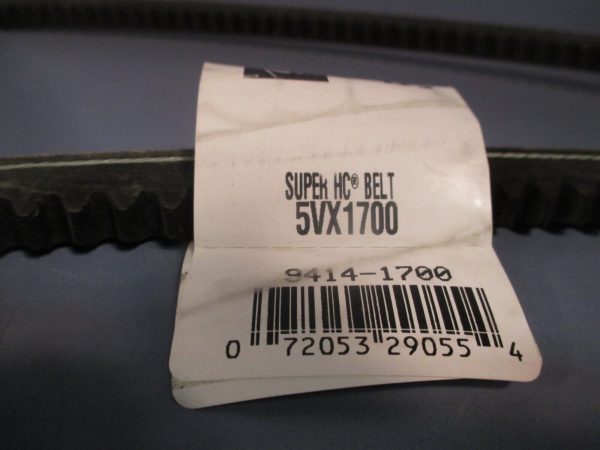 SUPER HC® BELT
5VX1700
9414-1700
0 72053 29055 4